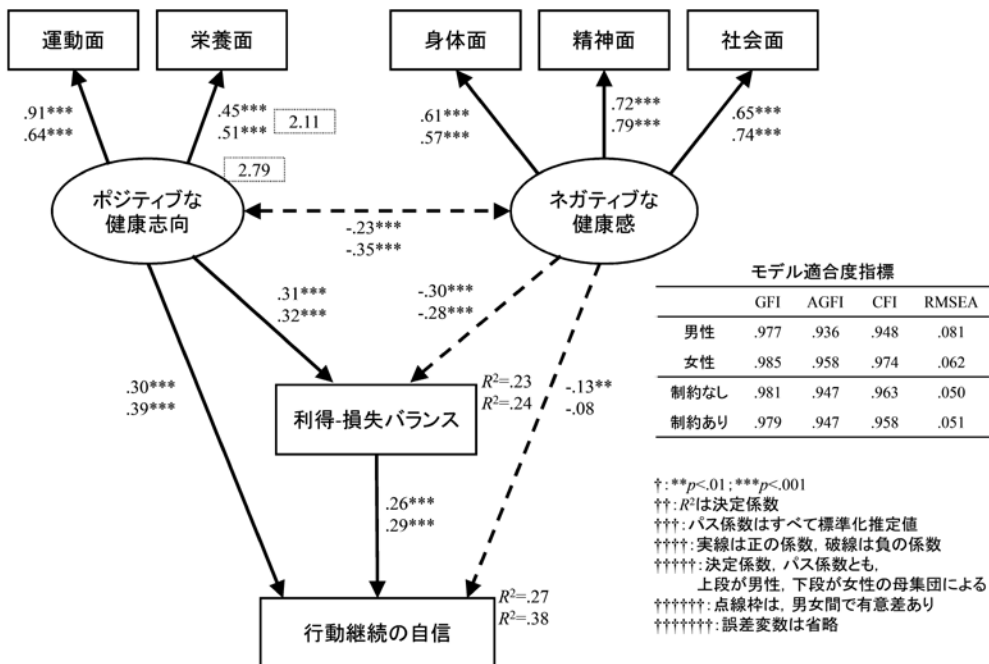 運動面
栄養面
身体面
精神面
社会面
.91***
.64***
.45***
.51***
2.11
.61***
.57***
.72***
.79***
.65***
.74***
2.79
ポジティブな
健康志向
ネガティブな
健康感
-.23***
-.35***
.31***
.32***
-.30***
-.28***
.30***
.39***
-.13**
-.08
利得-損失バランス
R²=.23
R²=.24
.26***
.29***
行動継続の自信
R²=.27
R²=.38
モデル適合度指標
GFI AGFI CFI RMSEA
男性 .977 .936 .948 .081
女性 .985 .958 .974 .062
制約なし .981 .947 .963 .050
制約あり .979 .947 .958 .051
†:**p<.01;***p<.001
††:R²は決定係数
†††:パス係数はすべて標準化推定値
††††:実線は正の係数, 破線は負の係数
†††††:決定係数, パス係数とも,
上段が男性, 下段が女性の母集団による
††††††:点線枠は, 男女間で有意差あり
†††††††:誤差変数は省略